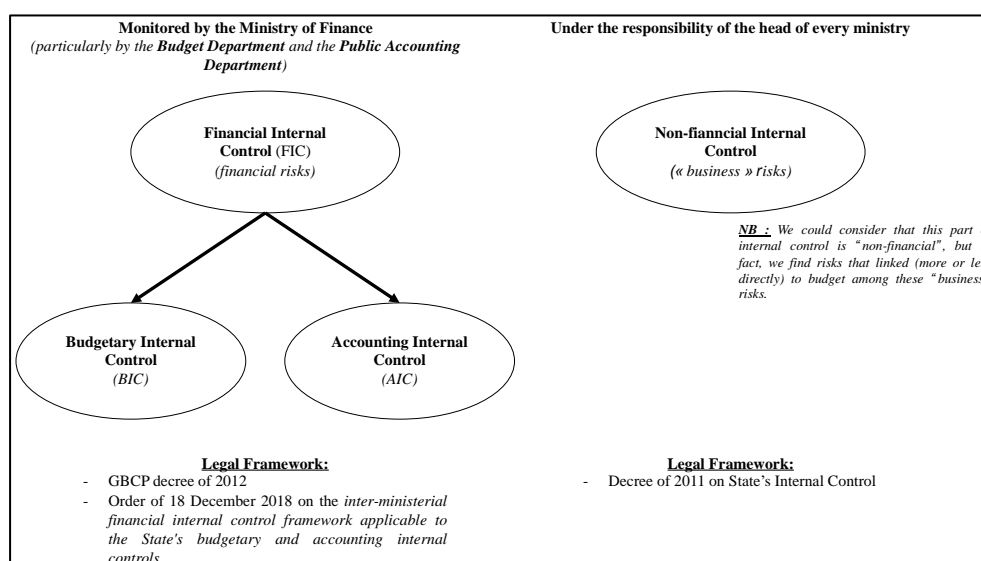 Monitored by the Ministry of Finance
(particularly by the Budget Department and the Public Accounting
Department)
Under the responsibility of the head of every ministry
Financial Internal
Control (FIC)
(financial risks)
Non-fianncial Internal
Control
(« business » risks)
NB : We could consider that this part
internal control is “non-financial”, but
fact, we find risks that linked (more or
directly) to budget among these “business
risks.
Budgetary Internal
Control
(BIC)
Accounting Internal
Control
(AIC)
Legal Framework:
- GBCP decree of 2012
- Order of 18 December 2018 on the inter-ministerial
financial internal control framework applicable to
the State's budgetary and accounting internal
controls
Legal Framework:
- Decree of 2011 on State’s Internal Control